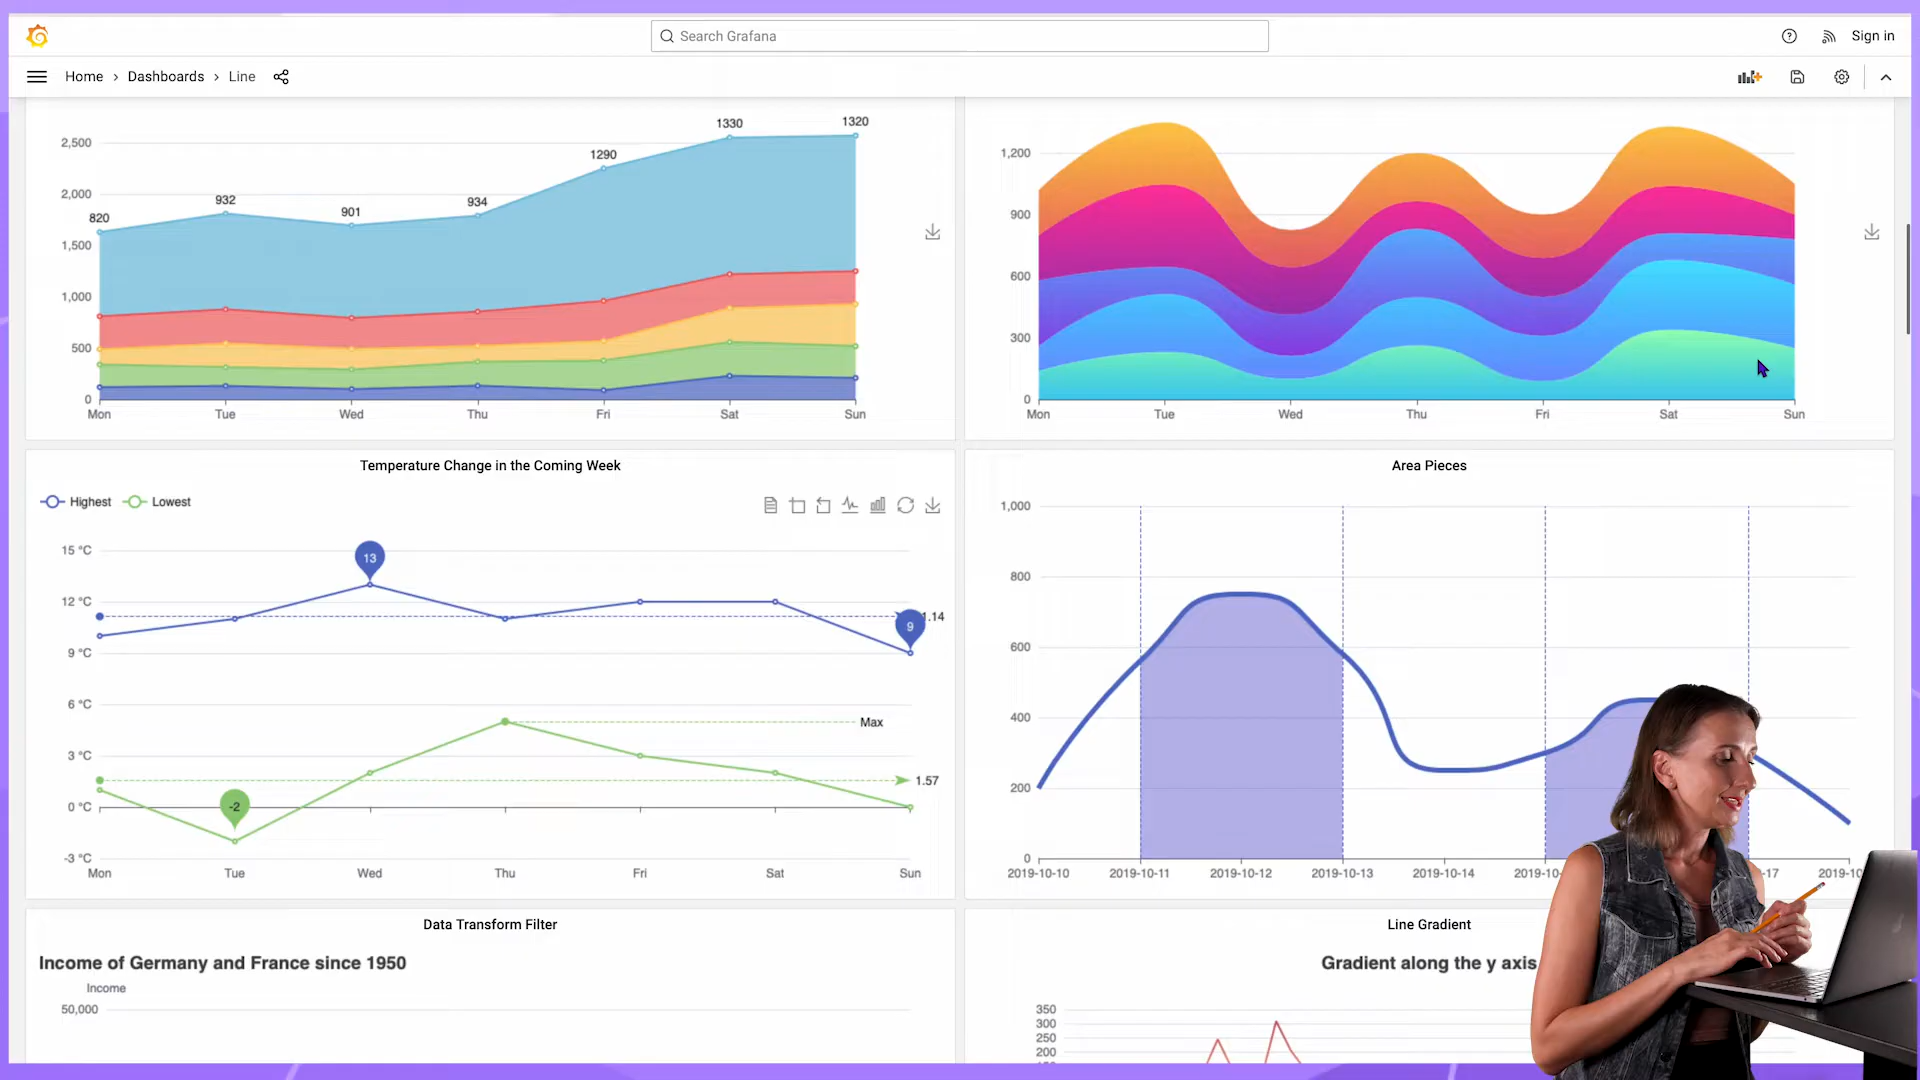 Search Grafana
Sign in
Home › Dashboards › Line
2,500
2,000
1,500
1,000
500
0
820
932
901
934
1290
1330
1320
Mon Tue Wed Thu Fri Sat Sun
1,200
900
600
300
0
Mon Tue Wed Thu Fri Sat Sun
Temperature Change in the Coming Week
Highest Lowest
15 °C
12 °C
9 °C
6 °C
3 °C
0 °C
-3 °C
13
9
1.14
Max
1.57
-2
Mon Tue Wed Thu Fri Sat Sun
Area Pieces
1,000
800
600
400
200
0
2019-10-10 2019-10-11 2019-10-12 2019-10-13 2019-10-14 2019-10- -17 2019-10
Data Transform Filter
Income of Germany and France since 1950
Income
50,000
Line Gradient
Gradient along the y axis
350
300
250
200